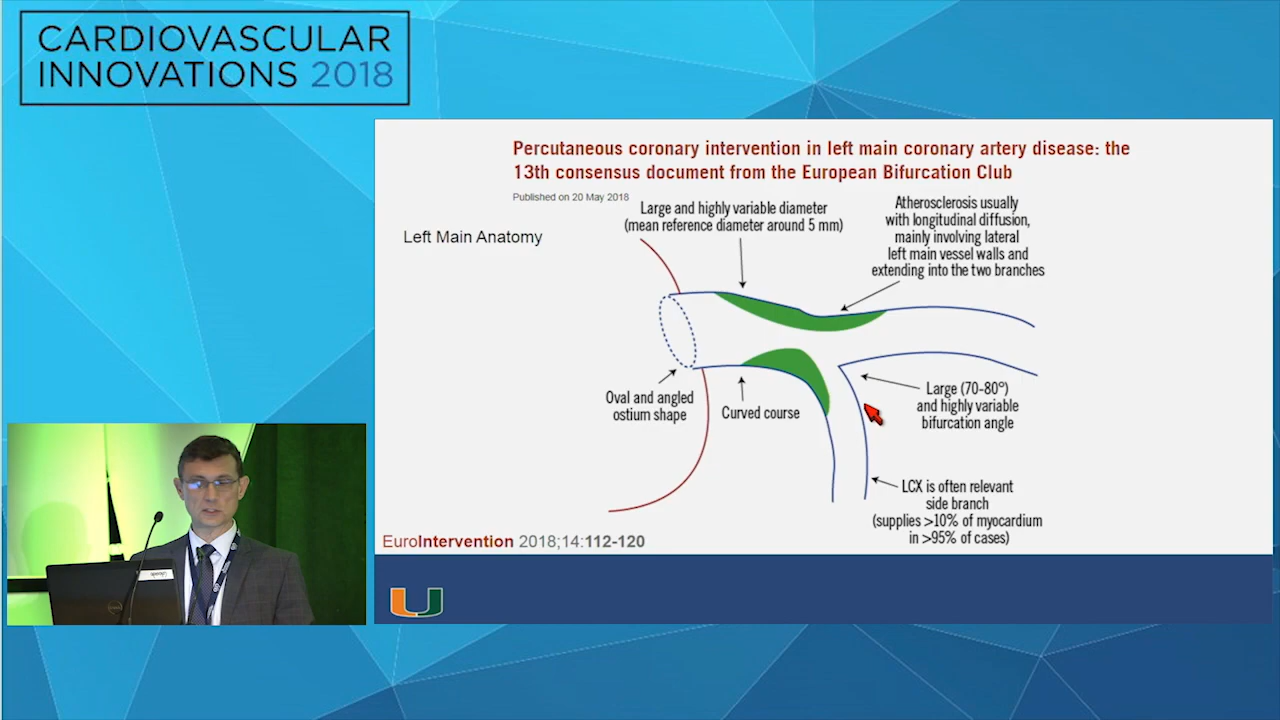 CARDIOVASCULAR
INNOVATIONS 2018
Percutaneous coronary intervention in left main coronary artery disease: the
13th consensus document from the European Bifurcation Club
Published on 20 May 2018
Left Main Anatomy
Large and highly variable diameter
(mean reference diameter around 5 mm)
Atherosclerosis usually
with longitudinal diffusion,
mainly involving lateral
left main vessel walls and
extending into the two branches
Oval and angled
ostium shape
Curved course
Large (70-80°)
and highly variable
bifurcation angle
LCX is often relevant
side branch
(supplies >10% of myocardium
in >95% of cases)
EuroIntervention 2018;14:112-120
U